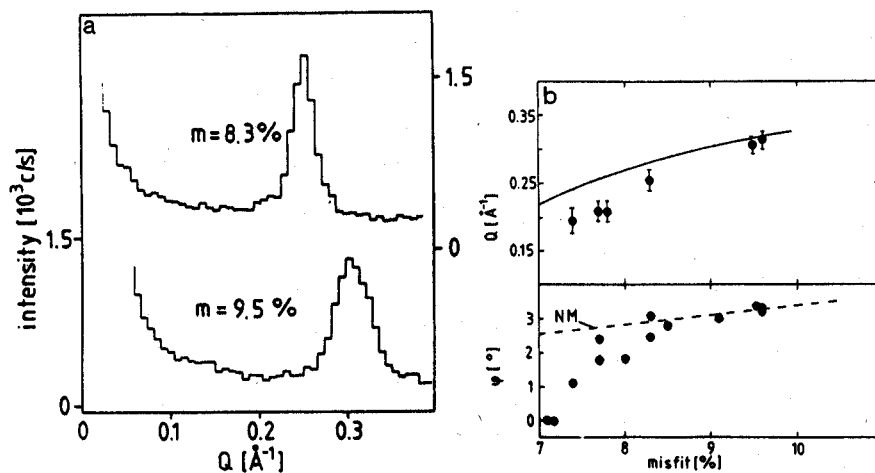 a
intensity [10³c/s]
1.5
0
m=8.3%
m=9.5 %
1.5
0
0
0.1
0.2
0.3
Q [Å⁻¹]
b
Q [Å⁻¹]
0.35
0.25
0.15
NM
φ [°]
3
2
1
0
7
8
9
10
misfit [%]